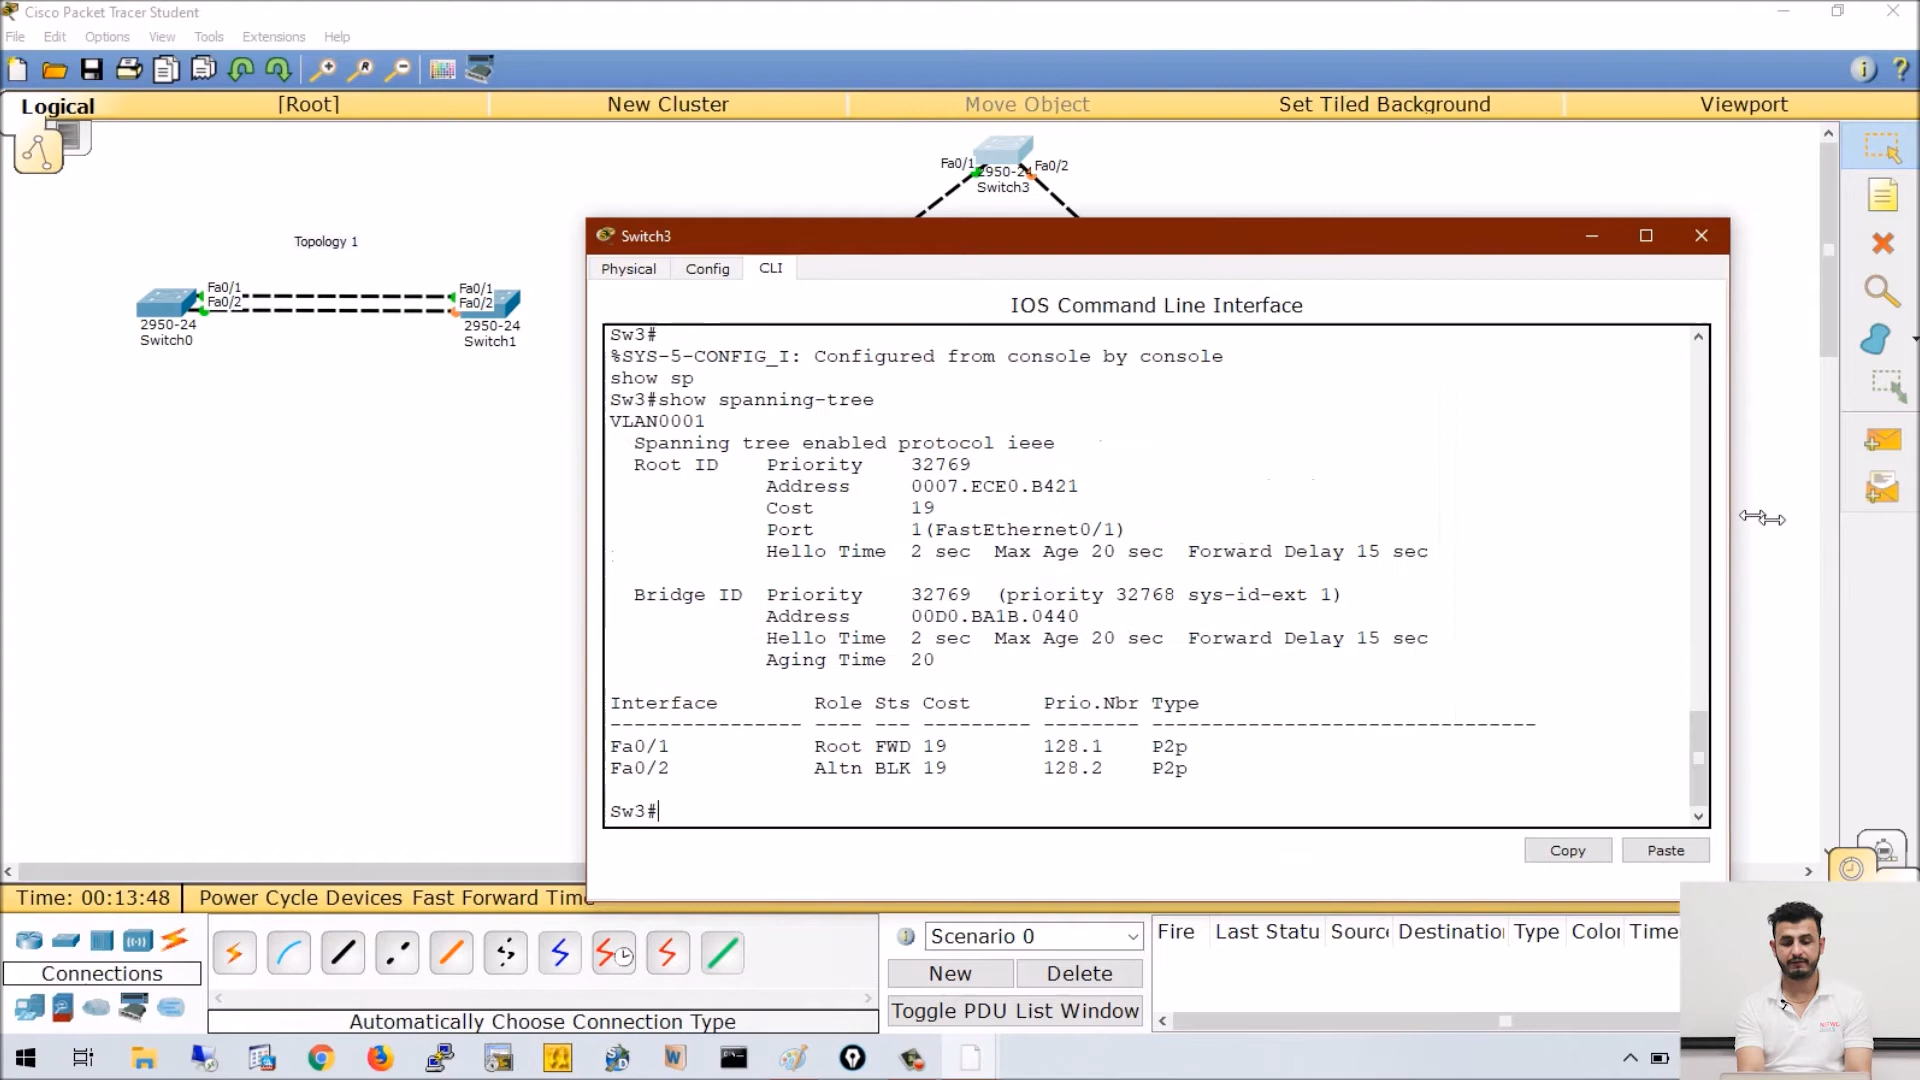 Cisco Packet Tracer Student
File Edit Options View Tools Extensions Help
Logical [Root] New Cluster Move Object Set Tiled Background Viewport
Fa0/1 Fa0/2
2950-24
Switch3
Topology 1
Fa0/1
Fa0/2
2950-24
Switch0
Fa0/1
Fa0/2
2950-24
Switch1
Switch3
Physical Config CLI
IOS Command Line Interface
Sw3#
%SYS-5-CONFIG_I: Configured from console by console
show sp
Sw3#show spanning-tree
VLAN0001
Spanning tree enabled protocol ieee
Root ID Priority 32769
Address 0007.ECE0.B421
Cost 19
Port 1(FastEthernet0/1)
Hello Time 2 sec Max Age 20 sec Forward Delay 15 sec
Bridge ID Priority 32769 (priority 32768 sys-id-ext 1)
Address 00D0.BA1B.0440
Hello Time 2 sec Max Age 20 sec Forward Delay 15 sec
Aging Time 20
Interface Role Sts Cost Prio.Nbr Type
---------------- ---- --- --------- -------- --------------------------------
Fa0/1 Root FWD 19 128.1 P2p
Fa0/2 Altn BLK 19 128.2 P2p
Sw3#
Copy Paste
Time: 00:13:48 Power Cycle Devices Fast Forward Time
Connections
Automatically Choose Connection Type
Scenario 0
New Delete
Toggle PDU List Window
Fire Last Statu Source Destination Type Color Time